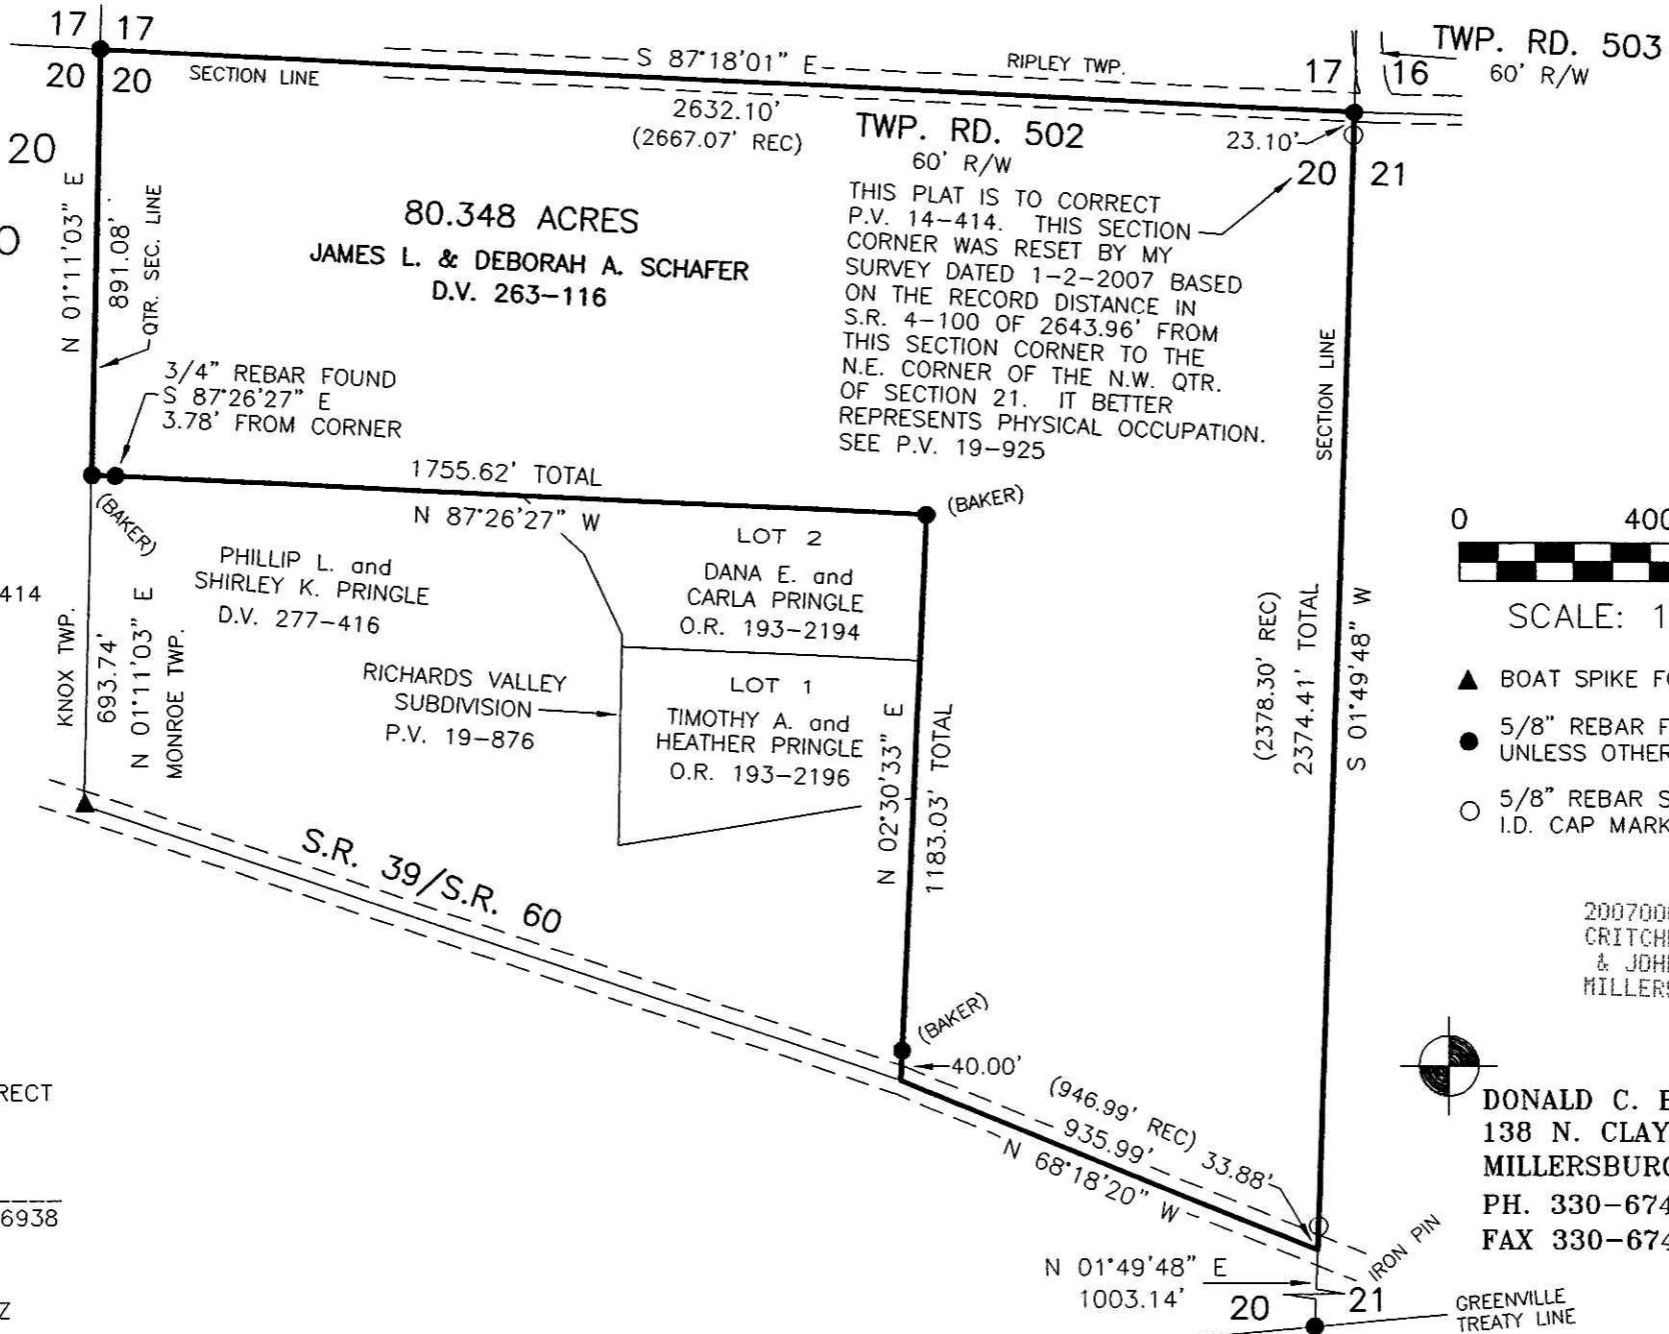 17 17
20 20
SECTION LINE
S 87°18'01" E
RIPLEY TWP.
2632.10'
(2667.07' REC)
TWP. RD. 502
60' R/W
17 16
TWP. RD. 503
60' R/W
23.10'
20 21
20
N 01°11'03" E
891.08'
QTR. SEC. LINE
80.348 ACRES
JAMES L. & DEBORAH A. SCHAFER
D.V. 263-116
THIS PLAT IS TO CORRECT
P.V. 14-414. THIS SECTION
CORNER WAS RESET BY MY
SURVEY DATED 1-2-2007 BASED
ON THE RECORD DISTANCE IN
S.R. 4-100 OF 2643.96' FROM
THIS SECTION CORNER TO THE
N.E. CORNER OF THE N.W. QTR.
OF SECTION 21. IT BETTER
REPRESENTS PHYSICAL OCCUPATION.
SEE P.V. 19-925
3/4" REBAR FOUND
S 87°26'27" E
3.78' FROM CORNER
1755.62' TOTAL
N 87°26'27" W
(BAKER)
(BAKER)
PHILLIP L. and
SHIRLEY K. PRINGLE
D.V. 277-416
LOT 2
DANA E. and
CARLA PRINGLE
O.R. 193-2194
RICHARDS VALLEY
SUBDIVISION
P.V. 19-876
LOT 1
TIMOTHY A. and
HEATHER PRINGLE
O.R. 193-2196
414
KNOX TWP.
693.74'
N 01°11'03" E
MONROE TWP.
N 02°30'33" E
1183.03' TOTAL
SECTION LINE
(2378.30' REC)
2374.41' TOTAL
S 01°49'48" W
0 400
SCALE: 1
BOAT SPIKE FO
5/8" REBAR F
UNLESS OTHER
5/8" REBAR S
I.D. CAP MARK
S.R. 39/S.R. 60
(BAKER)
40.00'
(946.99' REC)
935.99'
33.88'
N 68°18'20" W
N 01°49'48" E
1003.14'
20 21
IRON PIN
GREENVILLE
TREATY LINE
CRITCH
& JOH
MILLERS
DONALD C. B
138 N. CLAY
MILLERSBURG
PH. 330-674
FAX 330-674
RECT
6938
Z